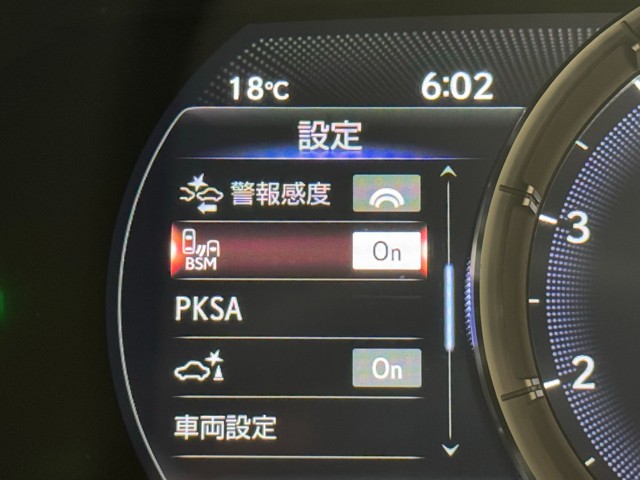 18℃ 6:02
設定
警報感度
BSM On
PKSA
On
車両設定
3
2